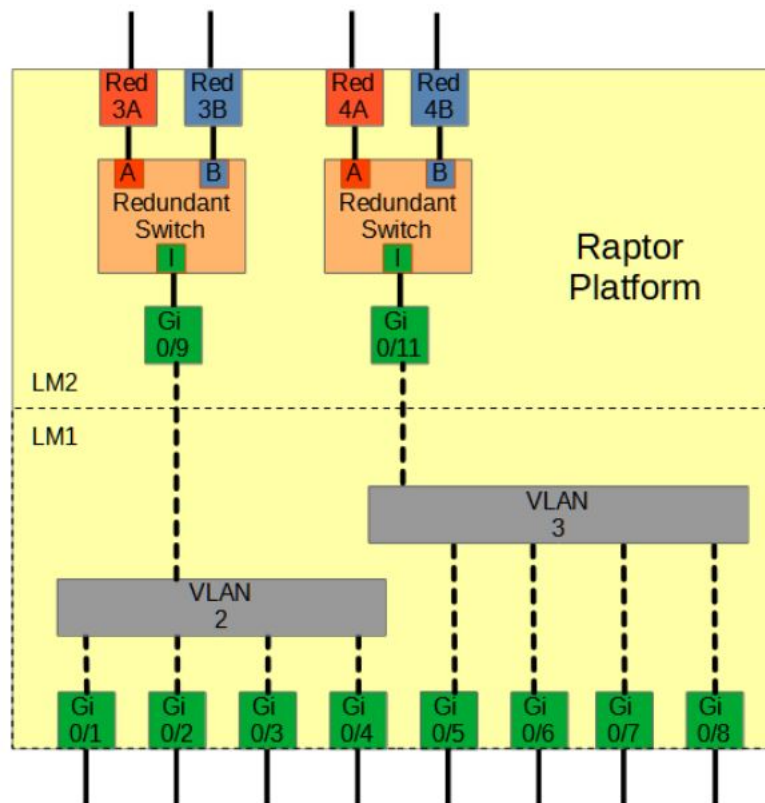 Red
3A
Red
3B
Red
4A
Red
4B
A
B
Redundant
Switch
I
A
B
Redundant
Switch
I
Raptor
Platform
Gi
0/9
Gi
0/11
LM2
LM1
VLAN
3
VLAN
2
Gi
0/1
Gi
0/2
Gi
0/3
Gi
0/4
Gi
0/5
Gi
0/6
Gi
0/7
Gi
0/8